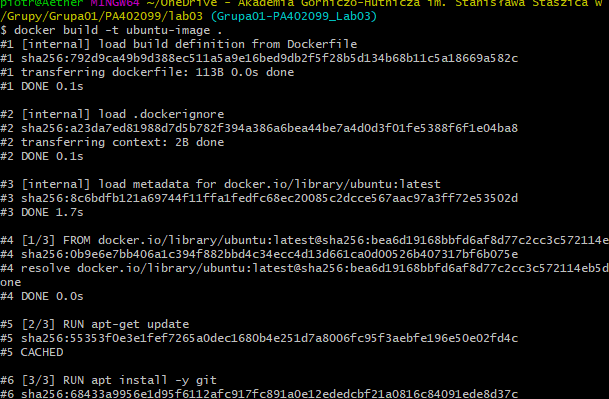 piotr@Aether MINGW64 ~/OneDrive - Akademia Górniczo-Hutnicza im. Stanisława Staszica w
/Grupy/Grupa01/PA402099/lab03 (Grupa01-PA402099_Lab03)
$ docker build -t ubuntu-image .
#1 [internal] load build definition from Dockerfile
#1 sha256:792d9ca49b9d388ec511a5a9e16bed9db2f5f28b5d134b68b11c5a18669a582c
#1 transferring dockerfile: 113B 0.0s done
#1 DONE 0.1s
#2 [internal] load .dockerignore
#2 sha256:a23da7ed81988d7d5b782f394a386a6bea44be7a4d0d3f01fe5388f6f1e04ba8
#2 transferring context: 2B done
#2 DONE 0.1s
#3 [internal] load metadata for docker.io/library/ubuntu:latest
#3 sha256:8c6bdfb121a69744f11ffa1fedfc68ec20085c2dcce567aac97a3ff72e53502d
#3 DONE 1.7s
#4 [1/3] FROM docker.io/library/ubuntu:latest@sha256:bea6d19168bbfd6af8d77c2cc3c572114e
#4 sha256:0b9e6e7bb406a1c394f882bbd4c34ecc4d13d661ca0d00526b407317bf6b075e
#4 resolve docker.io/library/ubuntu:latest@sha256:bea6d19168bbfd6af8d77c2cc3c572114eb5d
one
#4 DONE 0.0s
#5 [2/3] RUN apt-get update
#5 sha256:55353f0e3e1fef7265a0dec1680b4e251d7a8006fc95f3aebfe196e50e02fd4c
#5 CACHED
#6 [3/3] RUN apt install -y git
#6 sha256:68433a9956e1d95f6112afc917fc891a0e12ededcbf21a0816c84091ede8d37c